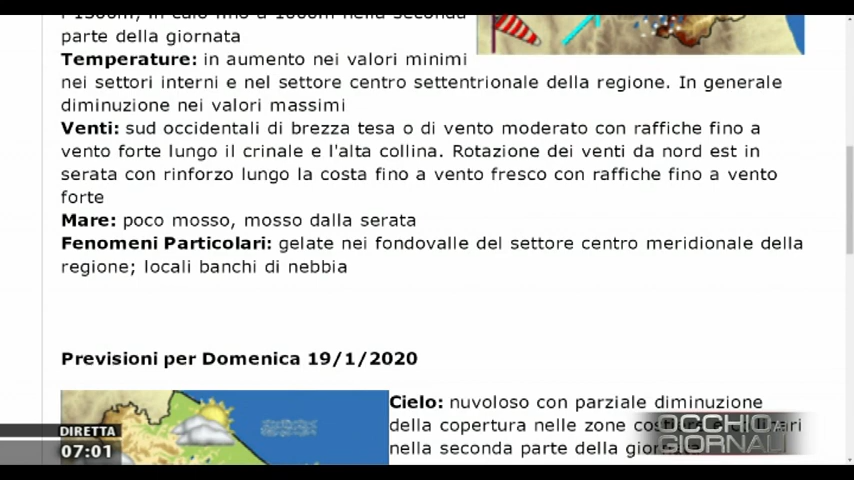 parte della giornata
Temperature: in aumento nei valori minimi
nei settori interni e nel settore centro settentrionale della regione. In generale
diminuzione nei valori massimi
Venti: sud occidentali di brezza tesa o di vento moderato con raffiche fino a
vento forte lungo il crinale e l'alta collina. Rotazione dei venti da nord est in
serata con rinforzo lungo la costa fino a vento fresco con raffiche fino a vento
forte
Mare: poco mosso, mosso dalla serata
Fenomeni Particolari: gelate nei fondovalle del settore centro meridionale della
regione; locali banchi di nebbia
Previsioni per Domenica 19/1/2020
Cielo: nuvoloso con parziale diminuzione
della copertura nelle zone
nella seconda parte della
OCCHIO
GIORNALI
DIRETTA
07:01